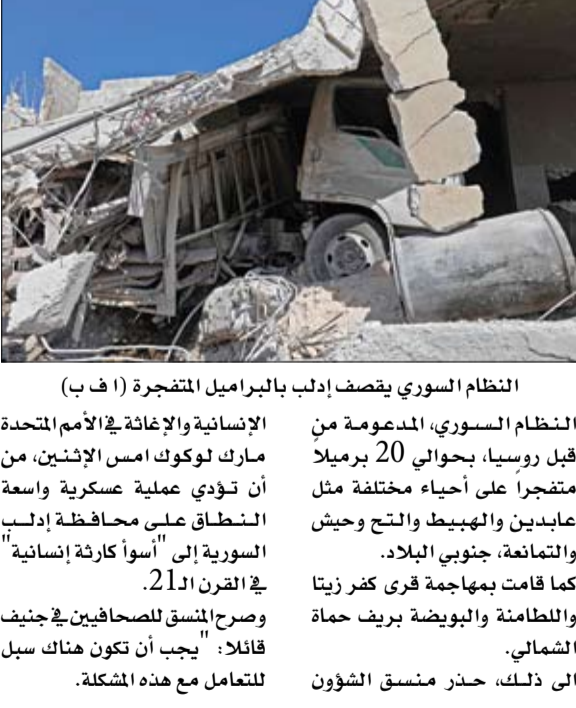 النظام السوري يقصف إدلب بالبراميل المتفجرة (ا ف ب)
النظام السوري، المدعومة من
قبل روسيا، بحوالي 20 برميلاً
متفجراً على أحياء مختلفة مثل
عابدين والهبيط والتح وحيش
والتمانعة، جنوبي البلاد.
كما قامت بمهاجمة قرى كفر زيتا
واللطامنة والبويضة بريف حماة
الشمالي.
الى ذلك، حذر منسق الشؤون
الإنسانية والإغاثة في الأمم المتحدة
مارك لوكوك امس الإثنين، من
أن تؤدي عملية عسكرية واسعة
النطاق على محافظة إدلب
السورية إلى "أسوأ كارثة إنسانية"
في القرن الـ21.
وصرح المنسق للصحافيين في جنيف
قائلا: "يجب أن تكون هناك سبل
للتعامل مع هذه المشكلة.